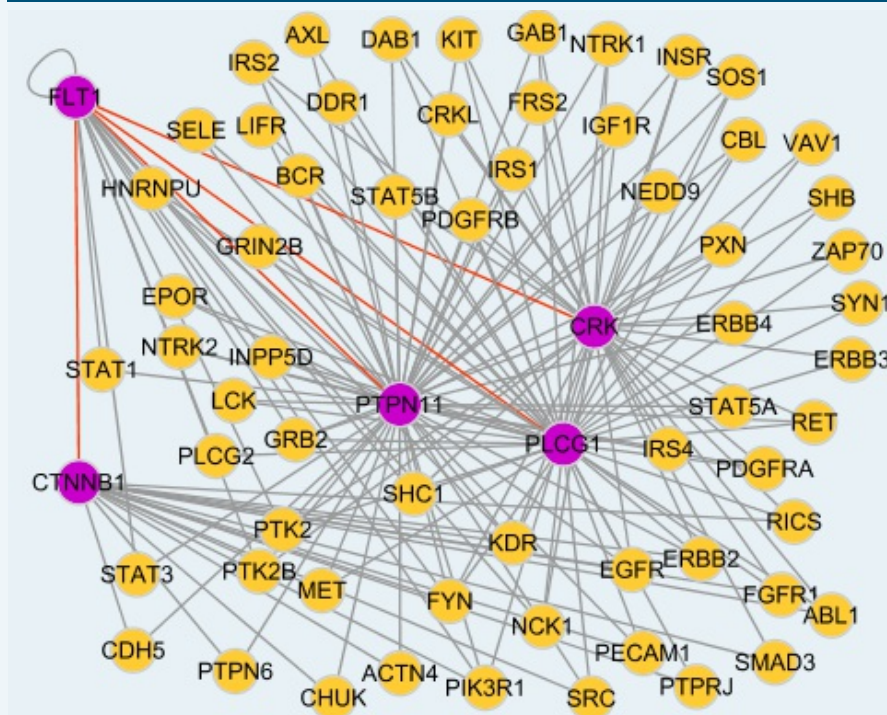 AXL
DAB1
KIT
GAB1
NTRK1
INSR
SOS1
IRS2
FLT1
DDR1
CRKL
FRS2
IGF1R
CBL
VAV1
SELE
LIFR
BCR
IRS1
HNRNPU
STAT5B
PDGFRB
NEDD9
SHB
GRIN2B
PXN
ZAP70
EPOR
SYN1
CRK
ERBB4
NTRK2
INPP5D
STAT1
ERBB3
LCK
PTPN11
STAT5A
RET
GRB2
PLCG1
IRS4
PLCG2
PDGFRA
CTNNB1
SHC1
RICS
PTK2
KDR
STAT3
PTK2B
MET
EGFR
ERBB2
FYN
FGFR1
ABL1
NCK1
CDH5
PECAM1
SMAD3
PTPN6
ACTN4
PIK3R1
PTPRJ
CHUK
SRC